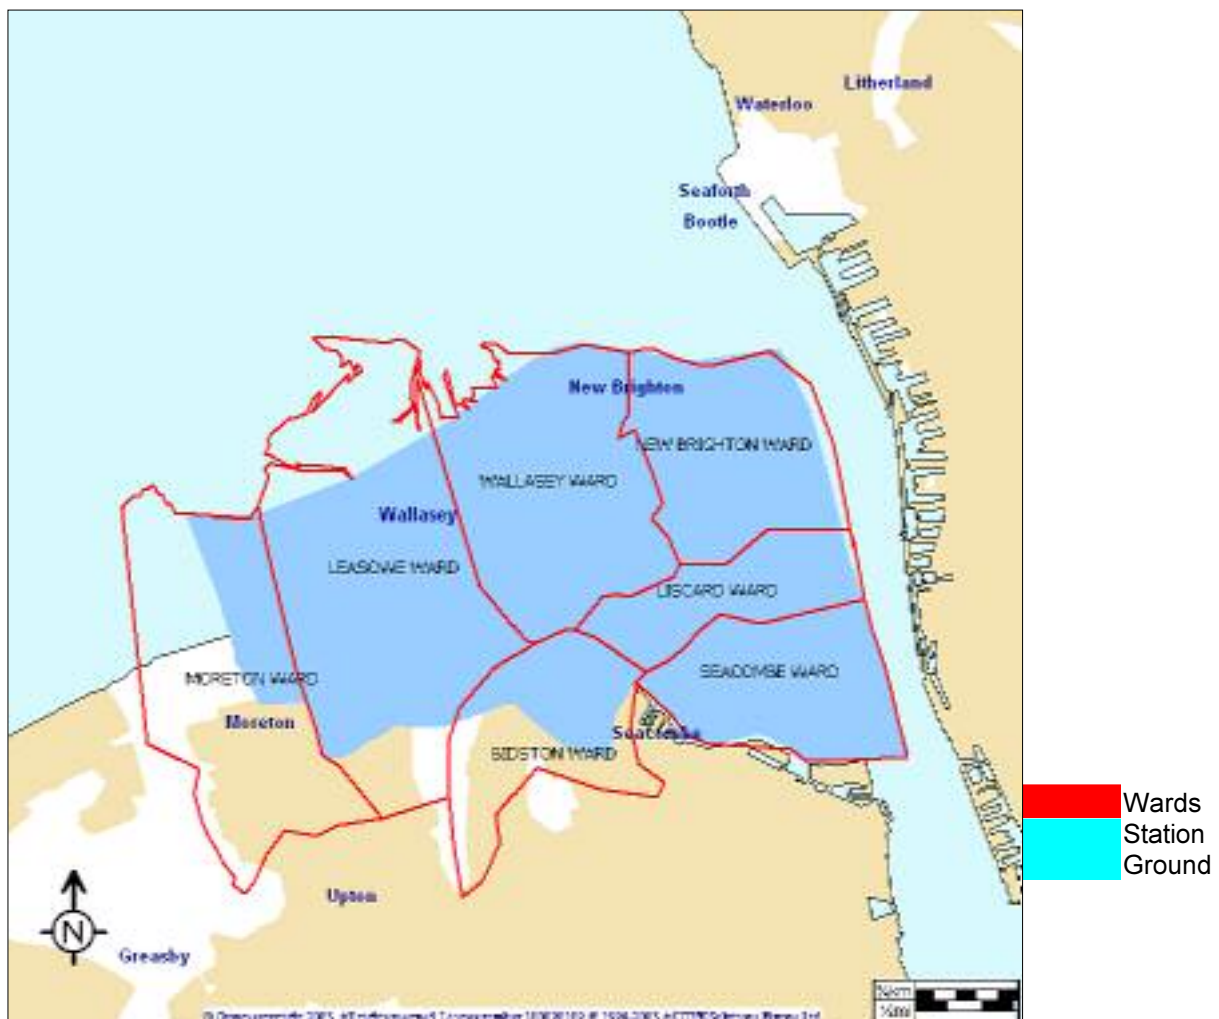 Litherland
Waterloo
Seaforth
Bootle
New Brighton
NEW BRIGHTON WARD
WALLASEY WARD
Wallasey
LEASOWE WARD
LISCARD WARD
SEACOMBE WARD
MORETON WARD
Moreton
Seacombe
BIDSTON WARD
Wards
Station
Ground
Upton
N
Greasby